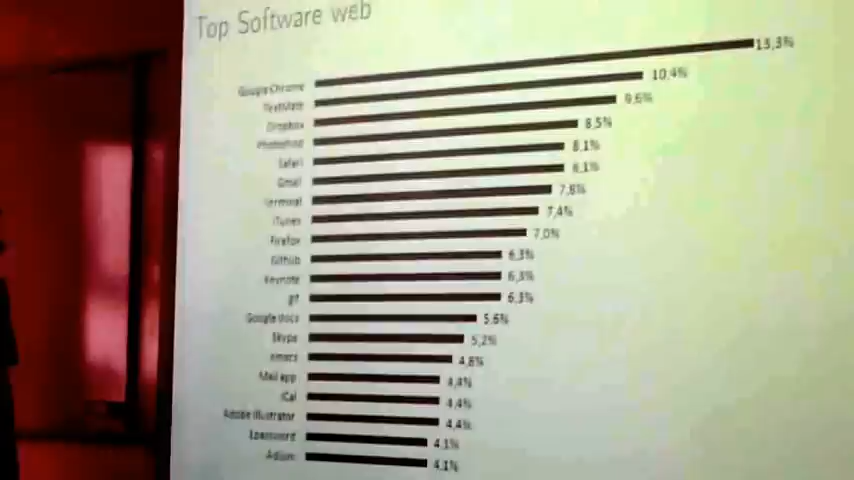 Top Software web
Google Chrome 13,3%
TextMate 10,4%
Dropbox 9,6%
Photoshop 8,5%
Safari 8,1%
Gmail 8,1%
Terminal 7,8%
iTunes 7,4%
Firefox 7,0%
Github 6,3%
Keynote 6,3%
git 6,3%
Google Docs 5,6%
Skype 5,2%
emacs 4,8%
Mail app 4,4%
iCal 4,4%
Adobe Illustrator 4,4%
1password 4,1%
Adium 4,1%